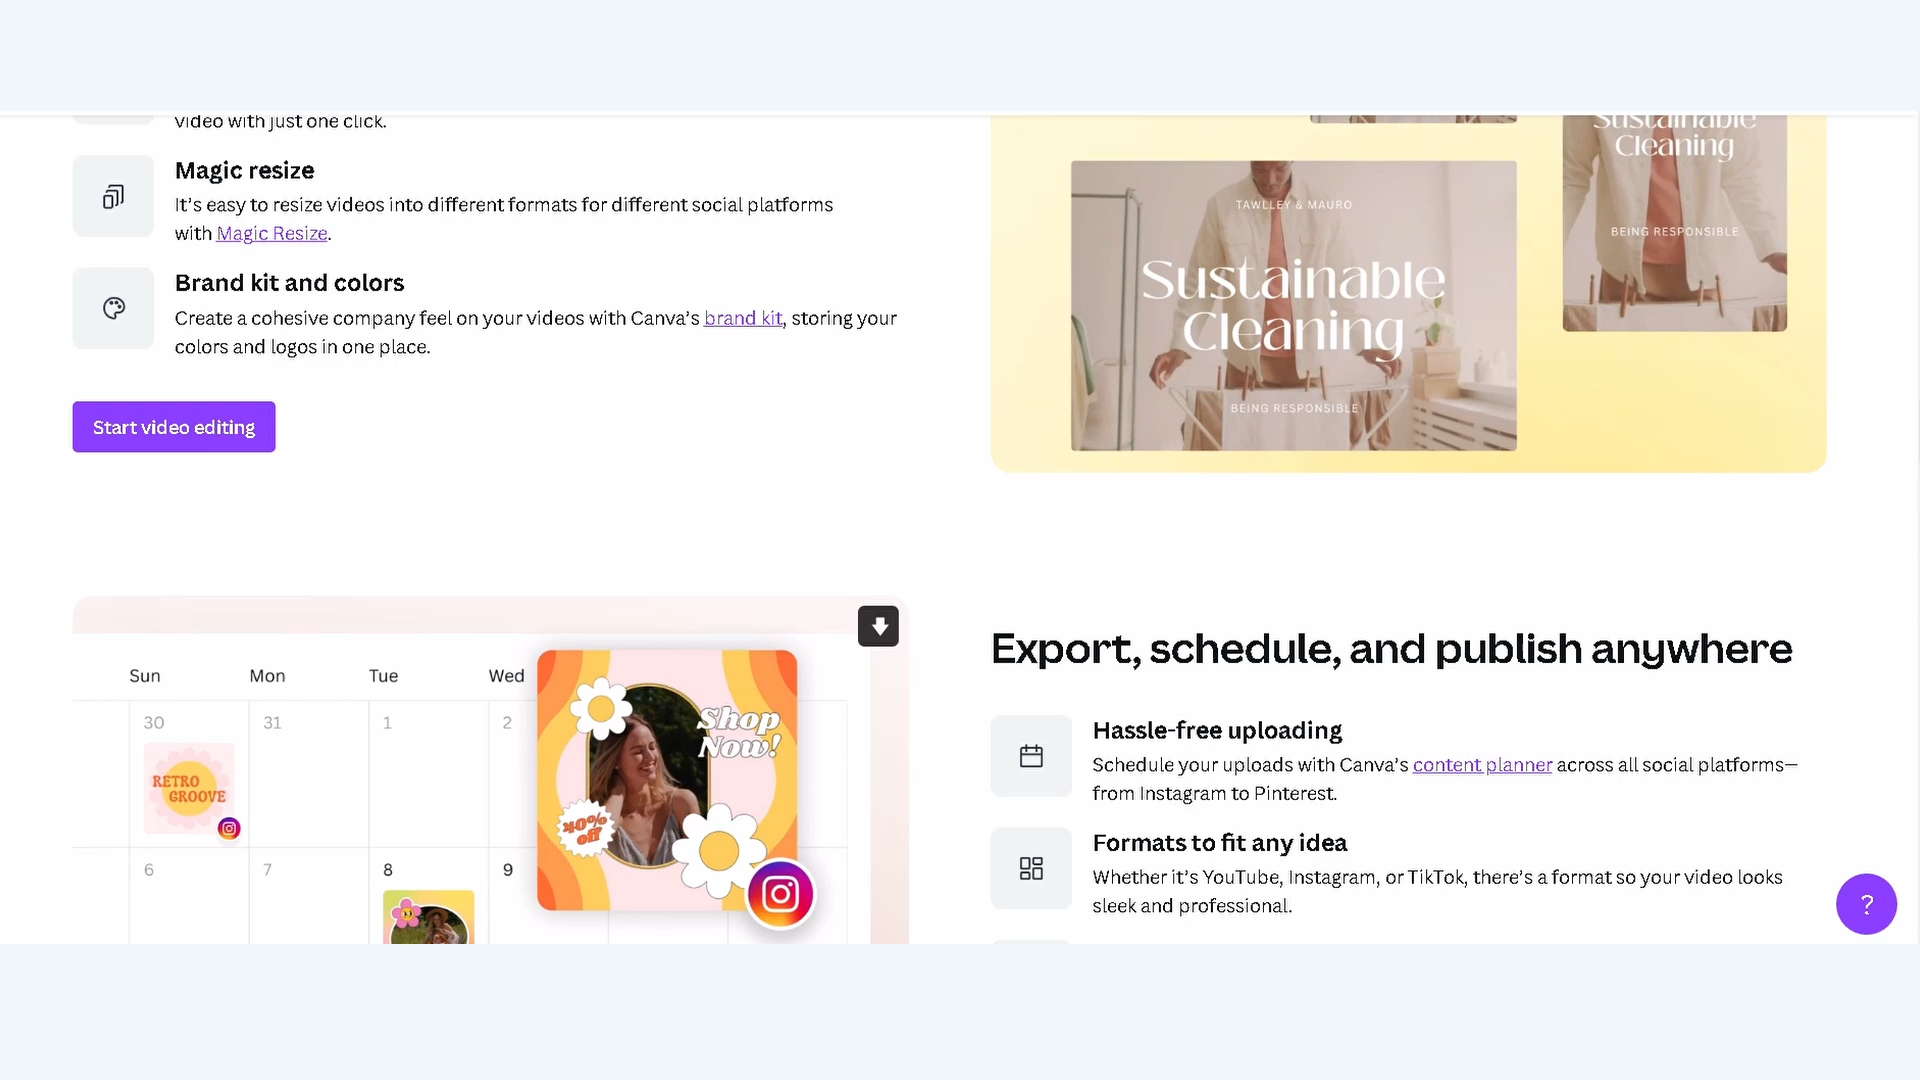 video with just one click.
Magic resize
It’s easy to resize videos into different formats for different social platforms
with Magic Resize.
Brand kit and colors
Create a cohesive company feel on your videos with Canva’s brand kit, storing your
colors and logos in one place.
Start video editing
Sustainable
Cleaning
BEING RESPONSIBLE
TAWLLEY & MAURO
Sustainable
Cleaning
BEING RESPONSIBLE
Sun Mon Tue Wed
30 31 1 2
RETRO
GROOVE
6 7 8 9
Shop
Now!
40%
off
Export, schedule, and publish anywhere
Hassle-free uploading
Schedule your uploads with Canva’s content planner across all social platforms—
from Instagram to Pinterest.
Formats to fit any idea
Whether it’s YouTube, Instagram, or TikTok, there’s a format so your video looks
sleek and professional.
?